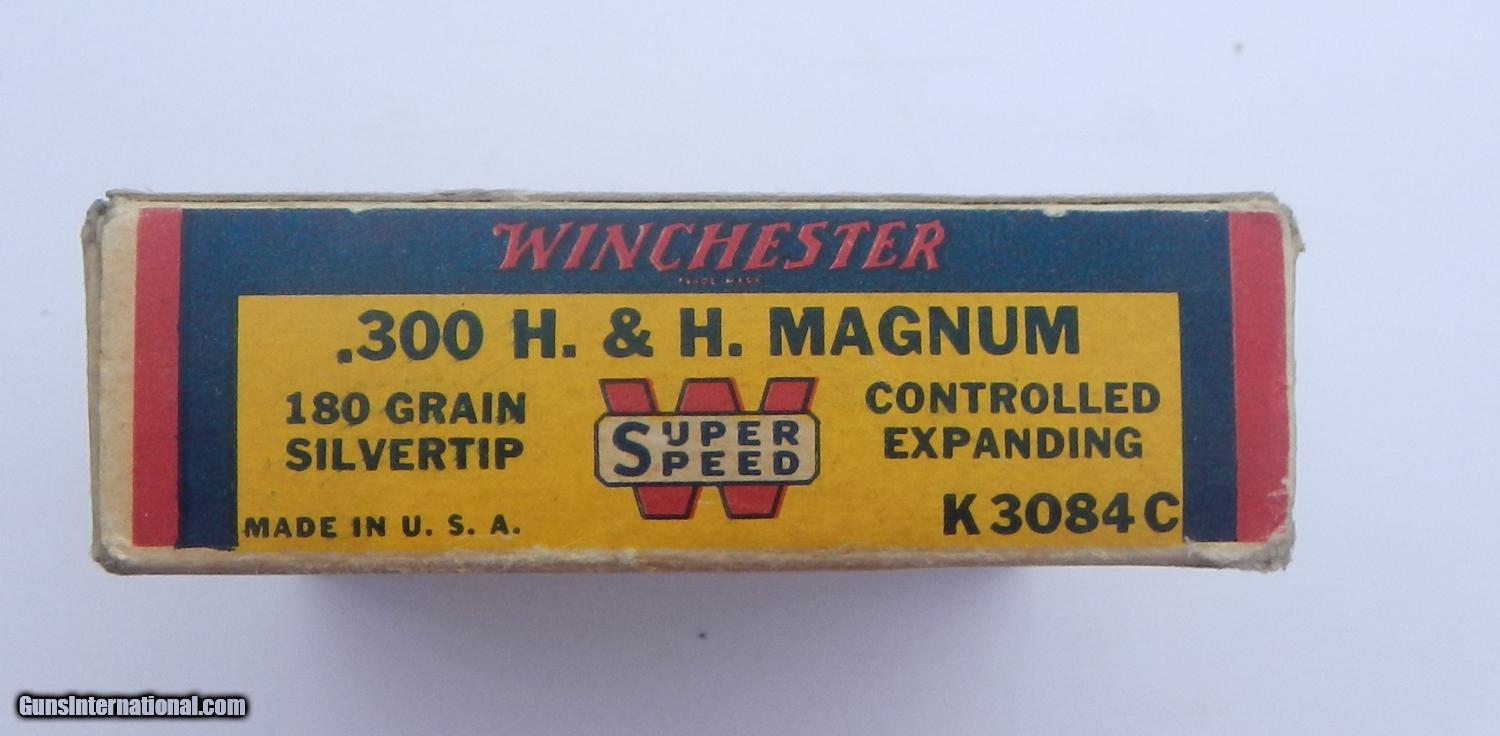 WINCHESTER
TRADE MARK
.300 H. & H. MAGNUM
180 GRAIN
SILVERTIP
W
SUPER
SPEED
CONTROLLED
EXPANDING
MADE IN U. S. A.
K 3084 C
GunsInternational.com